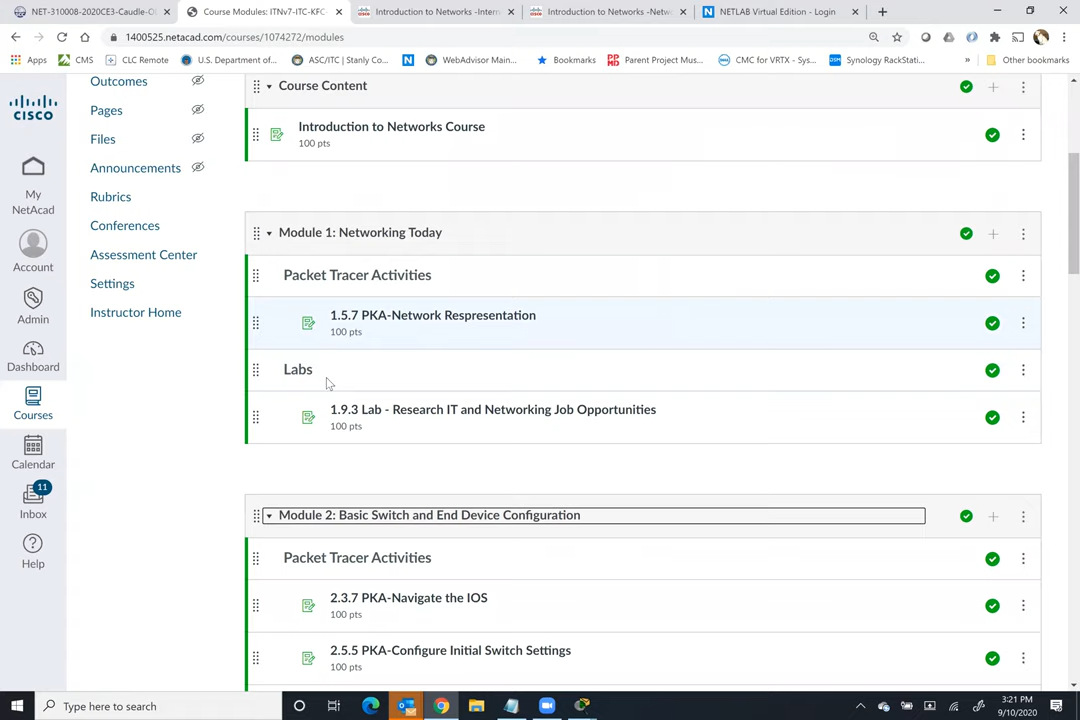 NET-310008-2020CE3-Caudle-O
Course Modules: ITNv7-ITC-KFC-
Introduction to Networks -Intern
Introduction to Networks -Netw
NETLAB Virtual Edition - Login
1400525.netacad.com/courses/1074272/modules
Apps
CMS
CLC Remote
U.S. Department of...
ASC/ITC | Stanly Co...
WebAdvisor Main...
Bookmarks
Parent Project Mus...
CMC for VRTX - Sys...
Synology RackStati...
»
Other bookmarks
CISCO
My NetAcad
Account
Admin
Dashboard
Courses
Calendar
11
Inbox
Help
Outcomes
Pages
Files
Announcements
Rubrics
Conferences
Assessment Center
Settings
Instructor Home
Course Content
Introduction to Networks Course
100 pts
Module 1: Networking Today
Packet Tracer Activities
1.5.7 PKA-Network Respresentation
100 pts
Labs
1.9.3 Lab - Research IT and Networking Job Opportunities
100 pts
Module 2: Basic Switch and End Device Configuration
Packet Tracer Activities
2.3.7 PKA-Navigate the IOS
100 pts
2.5.5 PKA-Configure Initial Switch Settings
100 pts
Type here to search
3:21 PM
9/10/2020